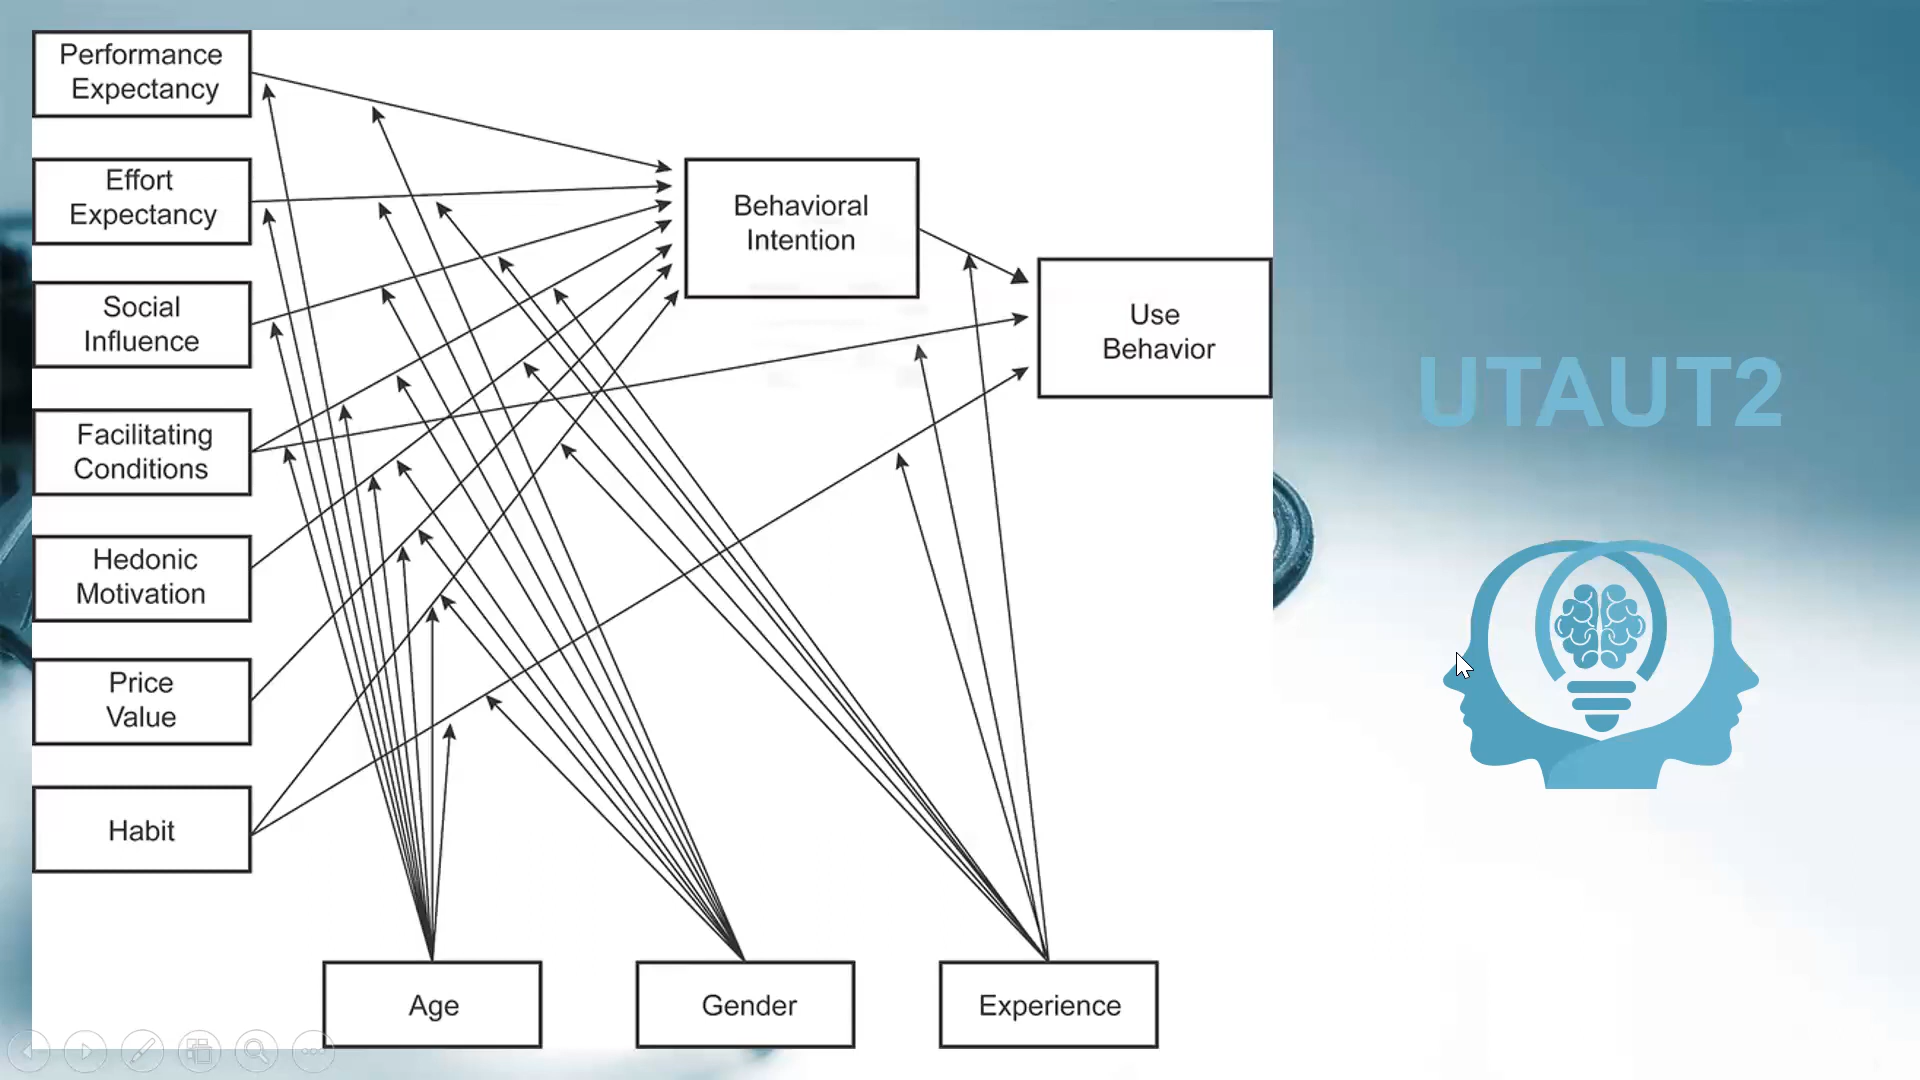 Performance
Expectancy
Effort
Expectancy
Social
Influence
Facilitating
Conditions
Hedonic
Motivation
Price
Value
Habit
Behavioral
Intention
Use
Behavior
Age
Gender
Experience
UTAUT2